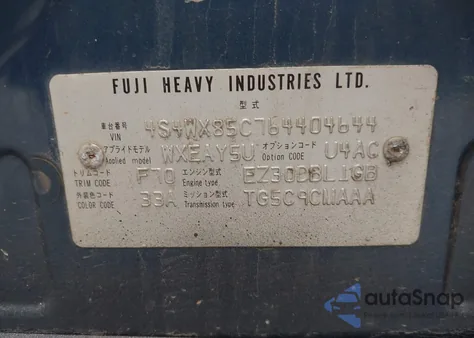 FUJI HEAVY INDUSTRIES LTD.
型式
車台番号 VIN 4S4WX85C764404644
アプライドモデル Applied model WXEAY5U オプションコード Option CODE U4AC
トリムコード TRIM CODE F70 エンジン型式 Engine type EZ30D8L1GB
外装色コード COLOR CODE 33A ミッション型式 Transmission type TG5C9CWAAA
autoSnap